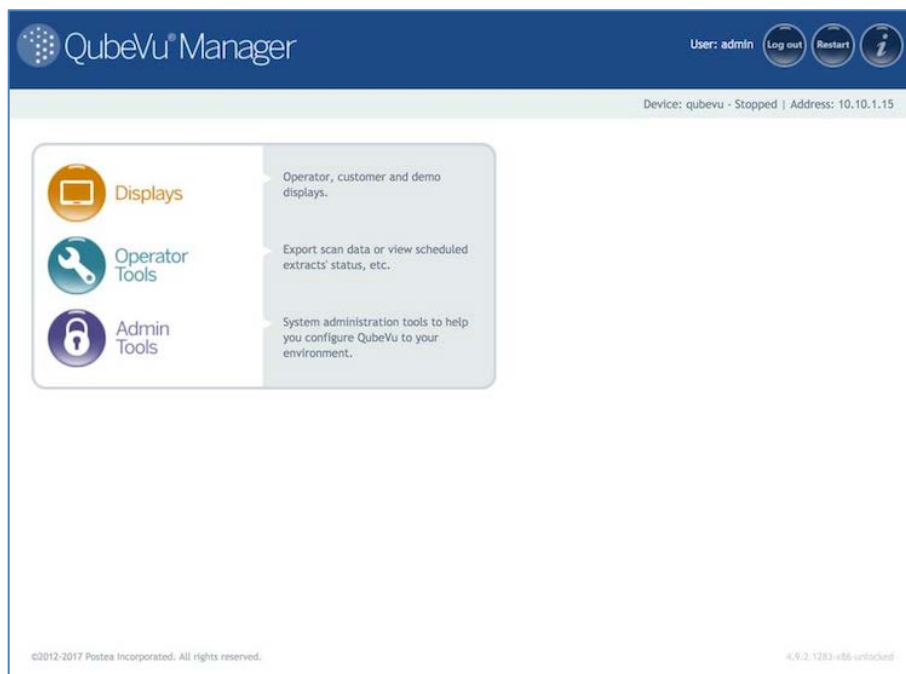 QubeVu® Manager
User: admin
Log out
Restart
i
Device: qubevu - Stopped | Address: 10.10.1.15
Displays
Operator, customer and demo
displays.
Operator
Tools
Export scan data or view scheduled
extracts' status, etc.
Admin
Tools
System administration tools to help
you configure QubeVu to your
environment.
©2012-2017 Postea Incorporated. All rights reserved.
4.9.2.1283-x86-unlocked